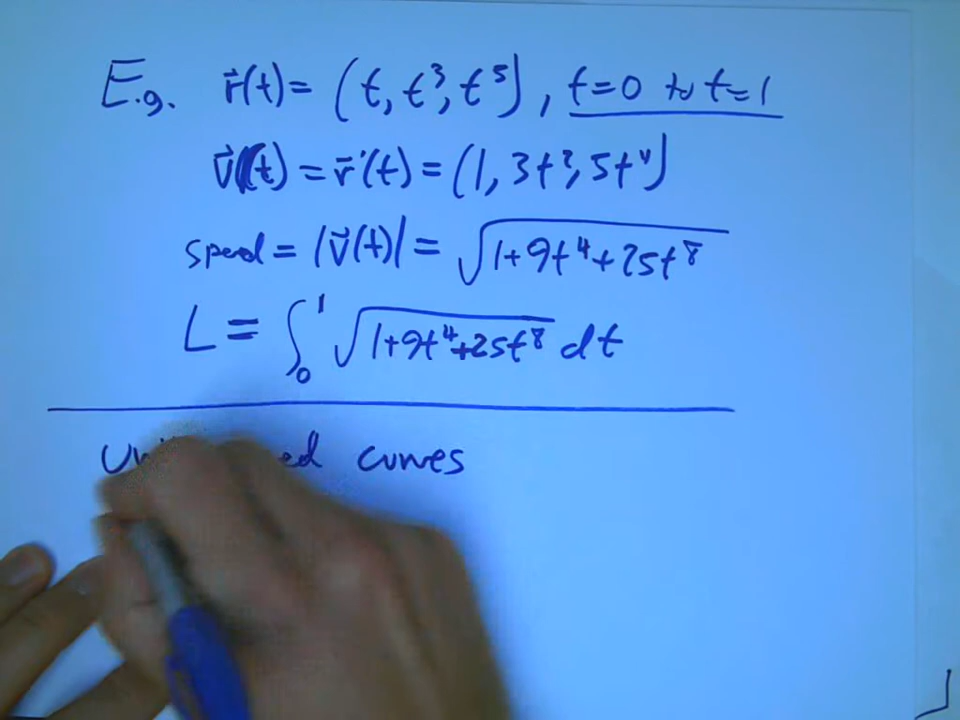 E.g. r⃗(t) = (t, t³, t⁵), t=0 to t=1
v⃗(t) = r⃗'(t) = (1, 3t², 5t⁴)
speed = |v⃗(t)| = √(1+9t⁴+25t⁸)
L = ∫₀¹ √(1+9t⁴+25t⁸) dt
curves